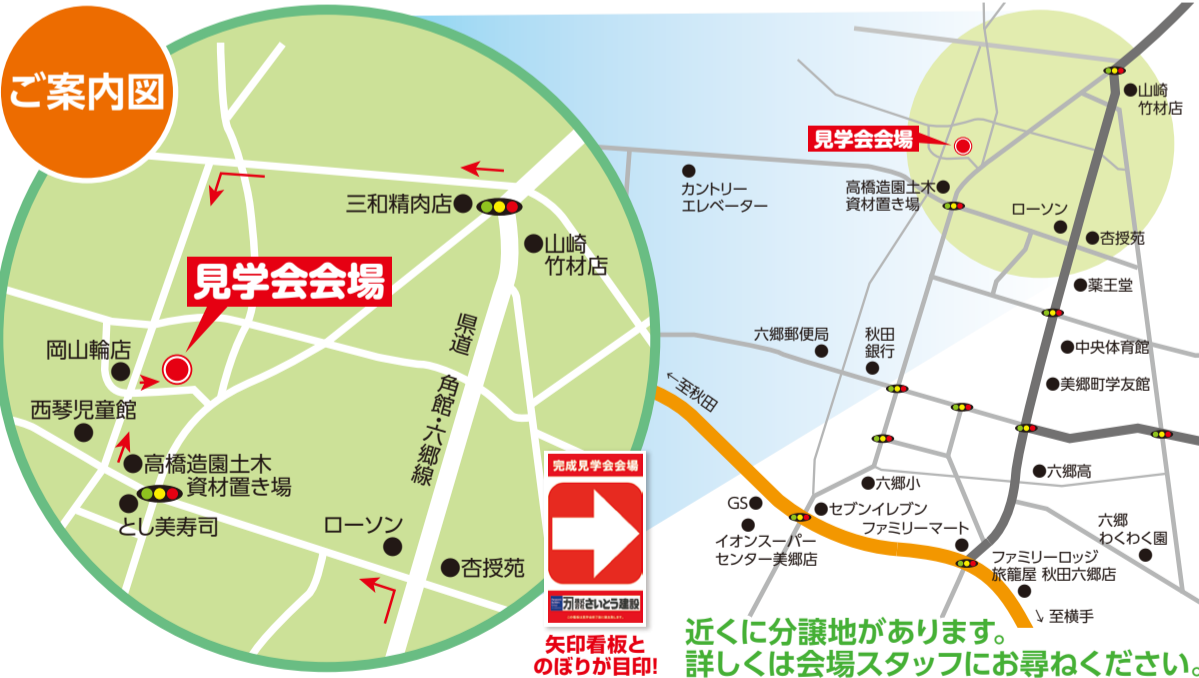 ご案内図
三和精肉店
山崎
竹材店
見学会会場
岡山輪店
西琴児童館
高橋造園土木
資材置き場
とし美寿司
ローソン
杏授苑
県道 角館・六郷線
完成見学会会場
さいとう建設
矢印看板と
のぼりが目印!
山崎
竹材店
見学会会場
カントリー
エレベーター
高橋造園土木
資材置き場
ローソン
杏授苑
薬王堂
六郷郵便局
秋田
銀行
中央体育館
美郷町学友館
←至秋田
六郷小
六郷高
GS
セブンイレブン
イオンスーパー
センター美郷店
ファミリーマート
六郷
わくわく園
ファミリーロッジ
旅籠屋 秋田六郷店
↘ 至横手
近くに分譲地があります。
詳しくは会場スタッフにお尋ねください。